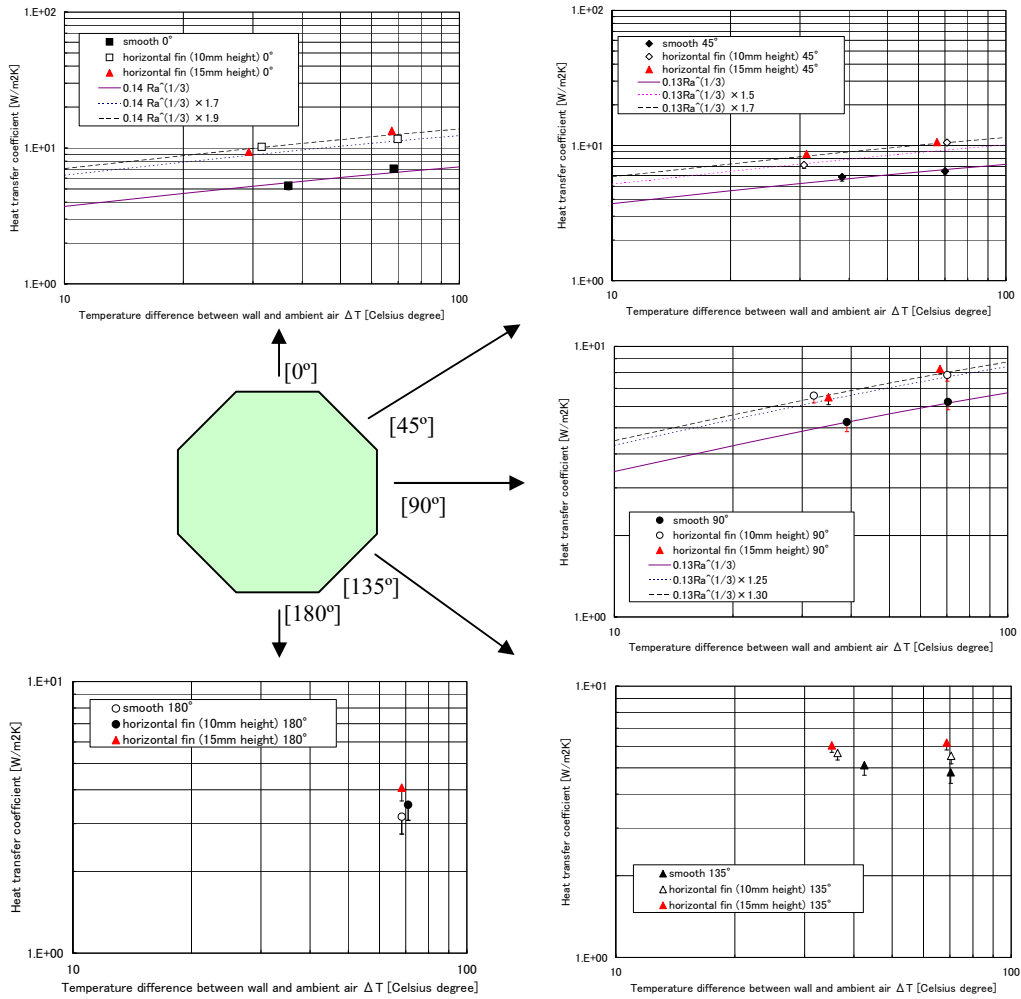 1.E+02
smooth 0°
horizontal fin (10mm height) 0°
horizontal fin (15mm height) 0°
0.14 Ra^(1/3)
0.14 Ra^(1/3) ×1.7
0.14 Ra^(1/3) ×1.9
1.E+01
1.E+00
Heat transfer coefficient [W/m2K]
10
100
Temperature difference between wall and ambient air ΔT [Celsius degree]
1.E+02
smooth 45°
horizontal fin (10mm height) 45°
horizontal fin (15mm height) 45°
0.13Ra^(1/3)
0.13Ra^(1/3)×1.5
0.13Ra^(1/3)×1.7
1.E+01
1.E+00
Heat transfer coefficient [W/m2K]
10
100
Temperature difference between wall and ambient air ΔT [Celsius degree]
[0º]
[45º]
[90º]
[135º]
[180º]
1.E+01
smooth 90°
horizontal fin (10mm height) 90°
horizontal fin (15mm height) 90°
0.13Ra^(1/3)
0.13Ra^(1/3)×1.25
0.13Ra^(1/3)×1.30
1.E+00
Heat transfer coefficient [W/m2K]
10
100
Temperature difference between wall and ambient air ΔT [Celsius degree]
1.E+01
smooth 180°
horizontal fin (10mm height) 180°
horizontal fin (15mm height) 180°
1.E+00
Heat transfer coefficient [W/m2K]
10
100
Temperature difference between wall and ambient air ΔT [Celsius degree]
1.E+01
smooth 135°
horizontal fin (10mm height) 135°
horizontal fin (15mm height) 135°
1.E+00
Heat transfer coefficient [W/m2K]
10
100
Temperature difference between wall and ambient air ΔT [Celsius degree]